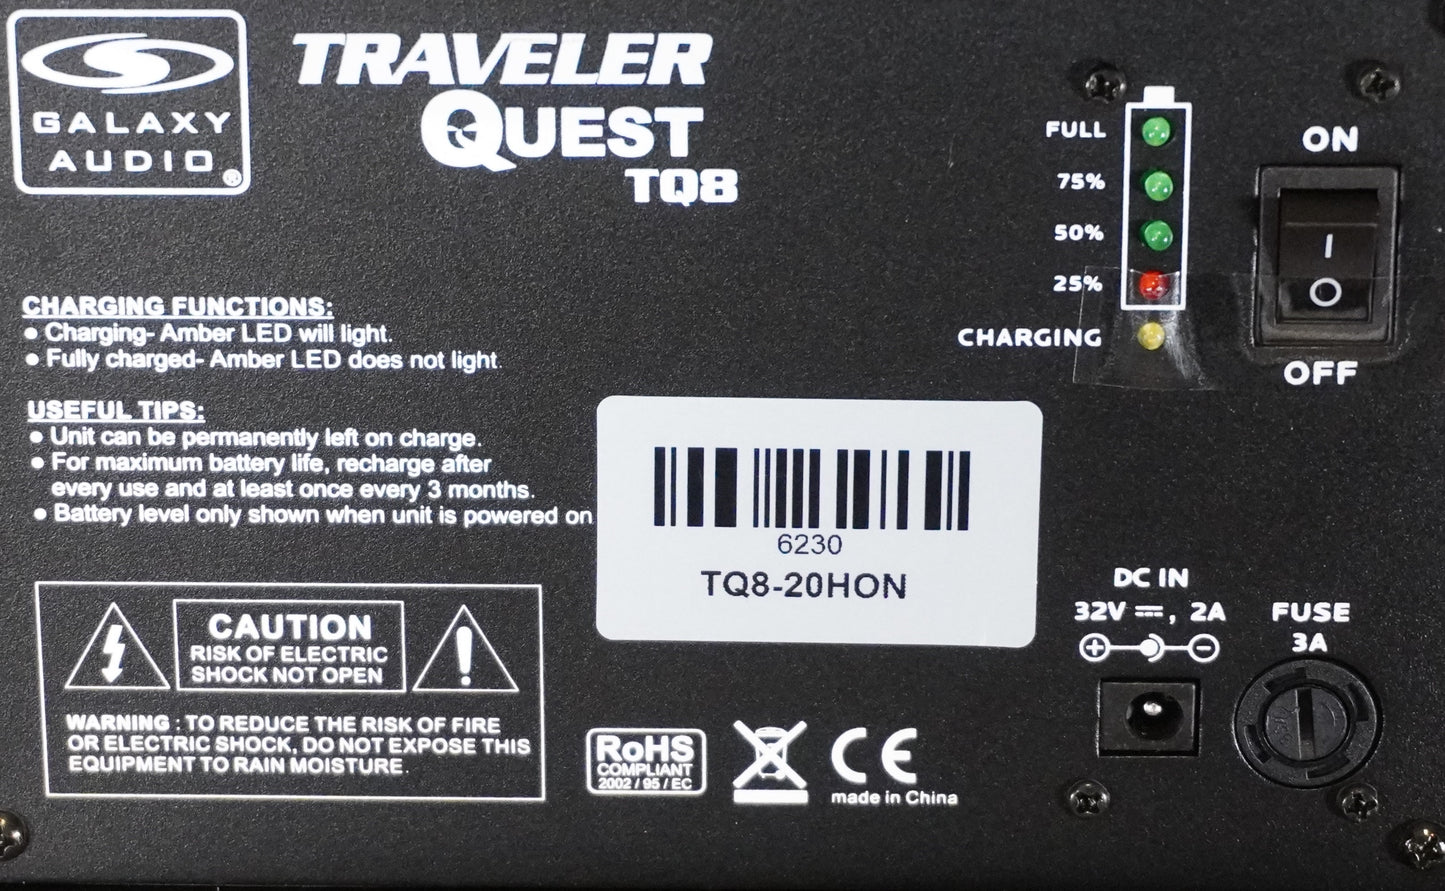 GALAXY
AUDIO®
TRAVELER
QUEST
TQ8
CHARGING FUNCTIONS:
● Charging- Amber LED will light.
● Fully charged- Amber LED does not light.
USEFUL TIPS:
● Unit can be permanently left on charge.
● For maximum battery life, recharge after
every use and at least once every 3 months.
● Battery level only shown when unit is powered on
CAUTION
RISK OF ELECTRIC
SHOCK NOT OPEN
WARNING : TO REDUCE THE RISK OF FIRE
OR ELECTRIC SHOCK, DO NOT EXPOSE THIS
EQUIPMENT TO RAIN MOISTURE.
6230
TQ8-20HON
RoHS
COMPLIANT
2002 / 95 / EC
CE
made in China
FULL
75%
50%
25%
CHARGING
ON
I
O
OFF
DC IN
32V ⎓, 2A
+ −
FUSE
3A